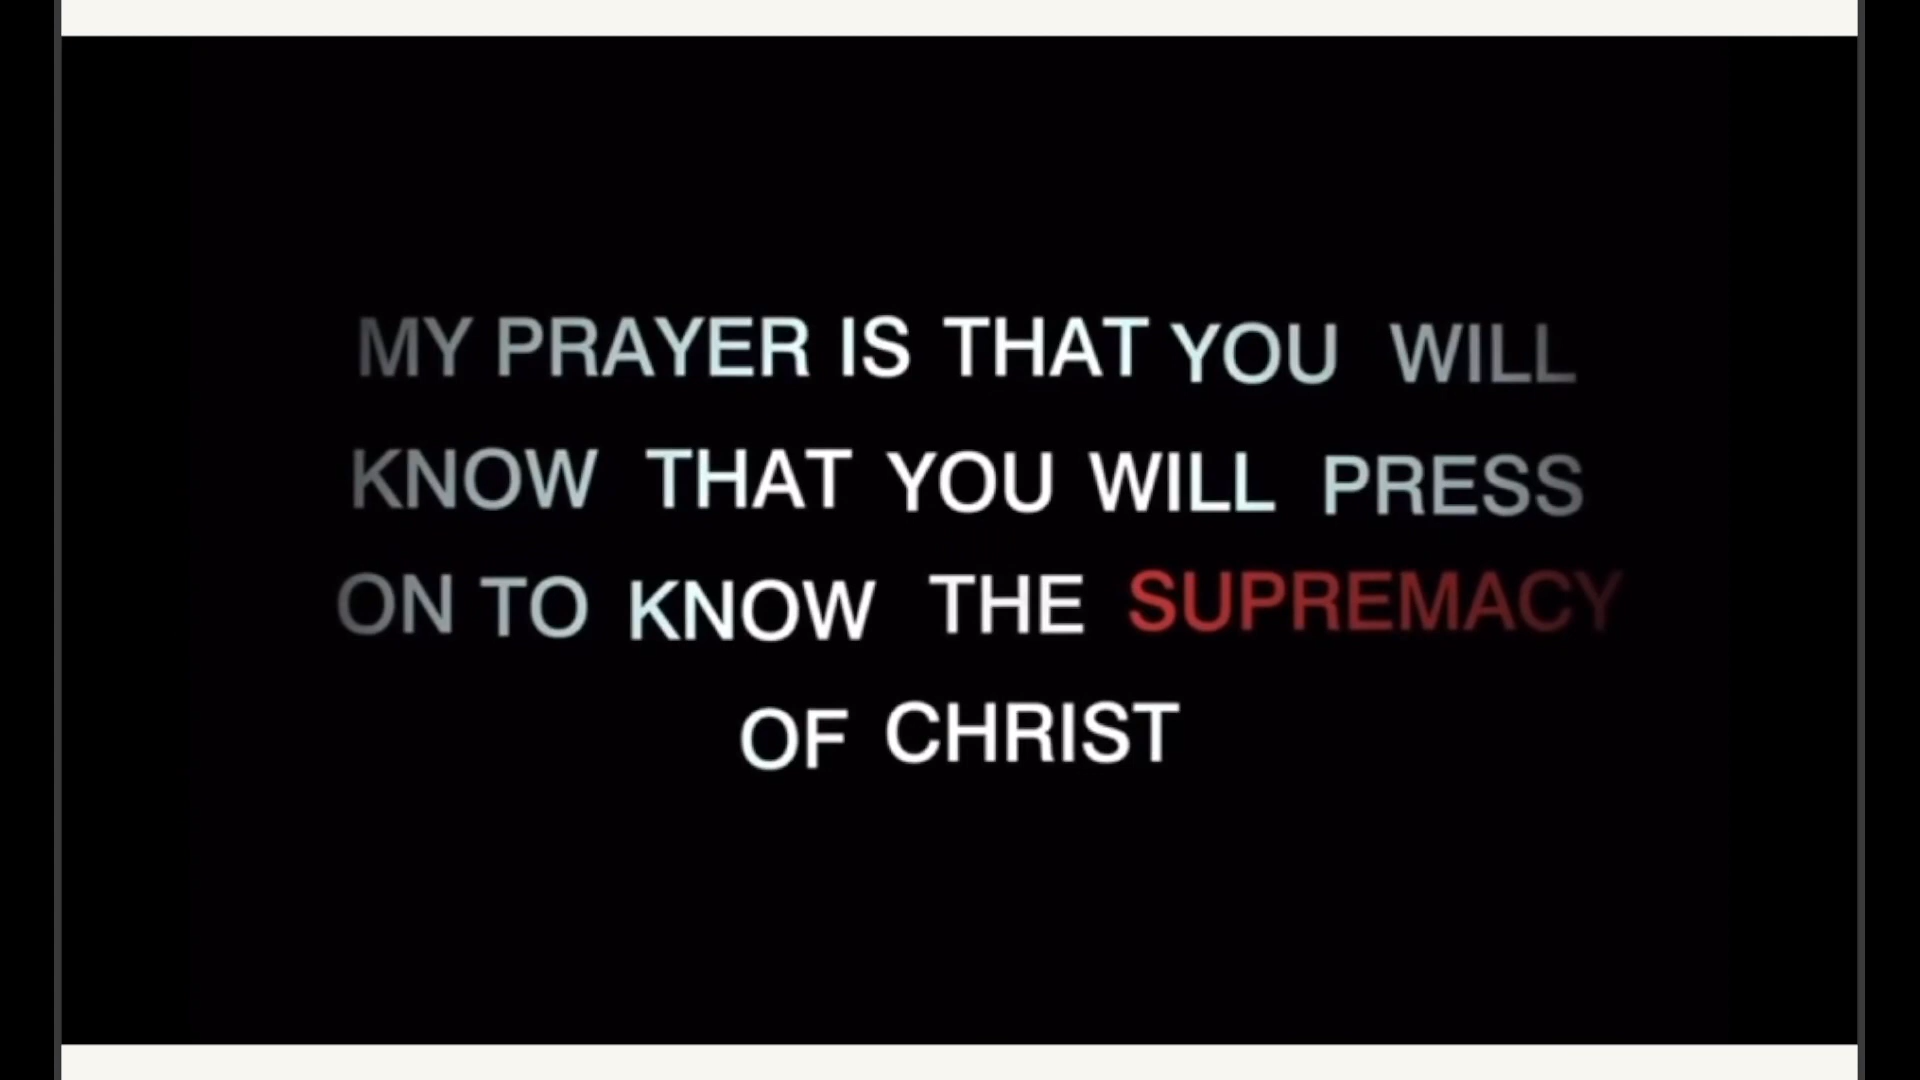 MY PRAYER IS THAT YOU WILL
KNOW THAT YOU WILL PRESS
ON TO KNOW THE SUPREMACY
OF CHRIST